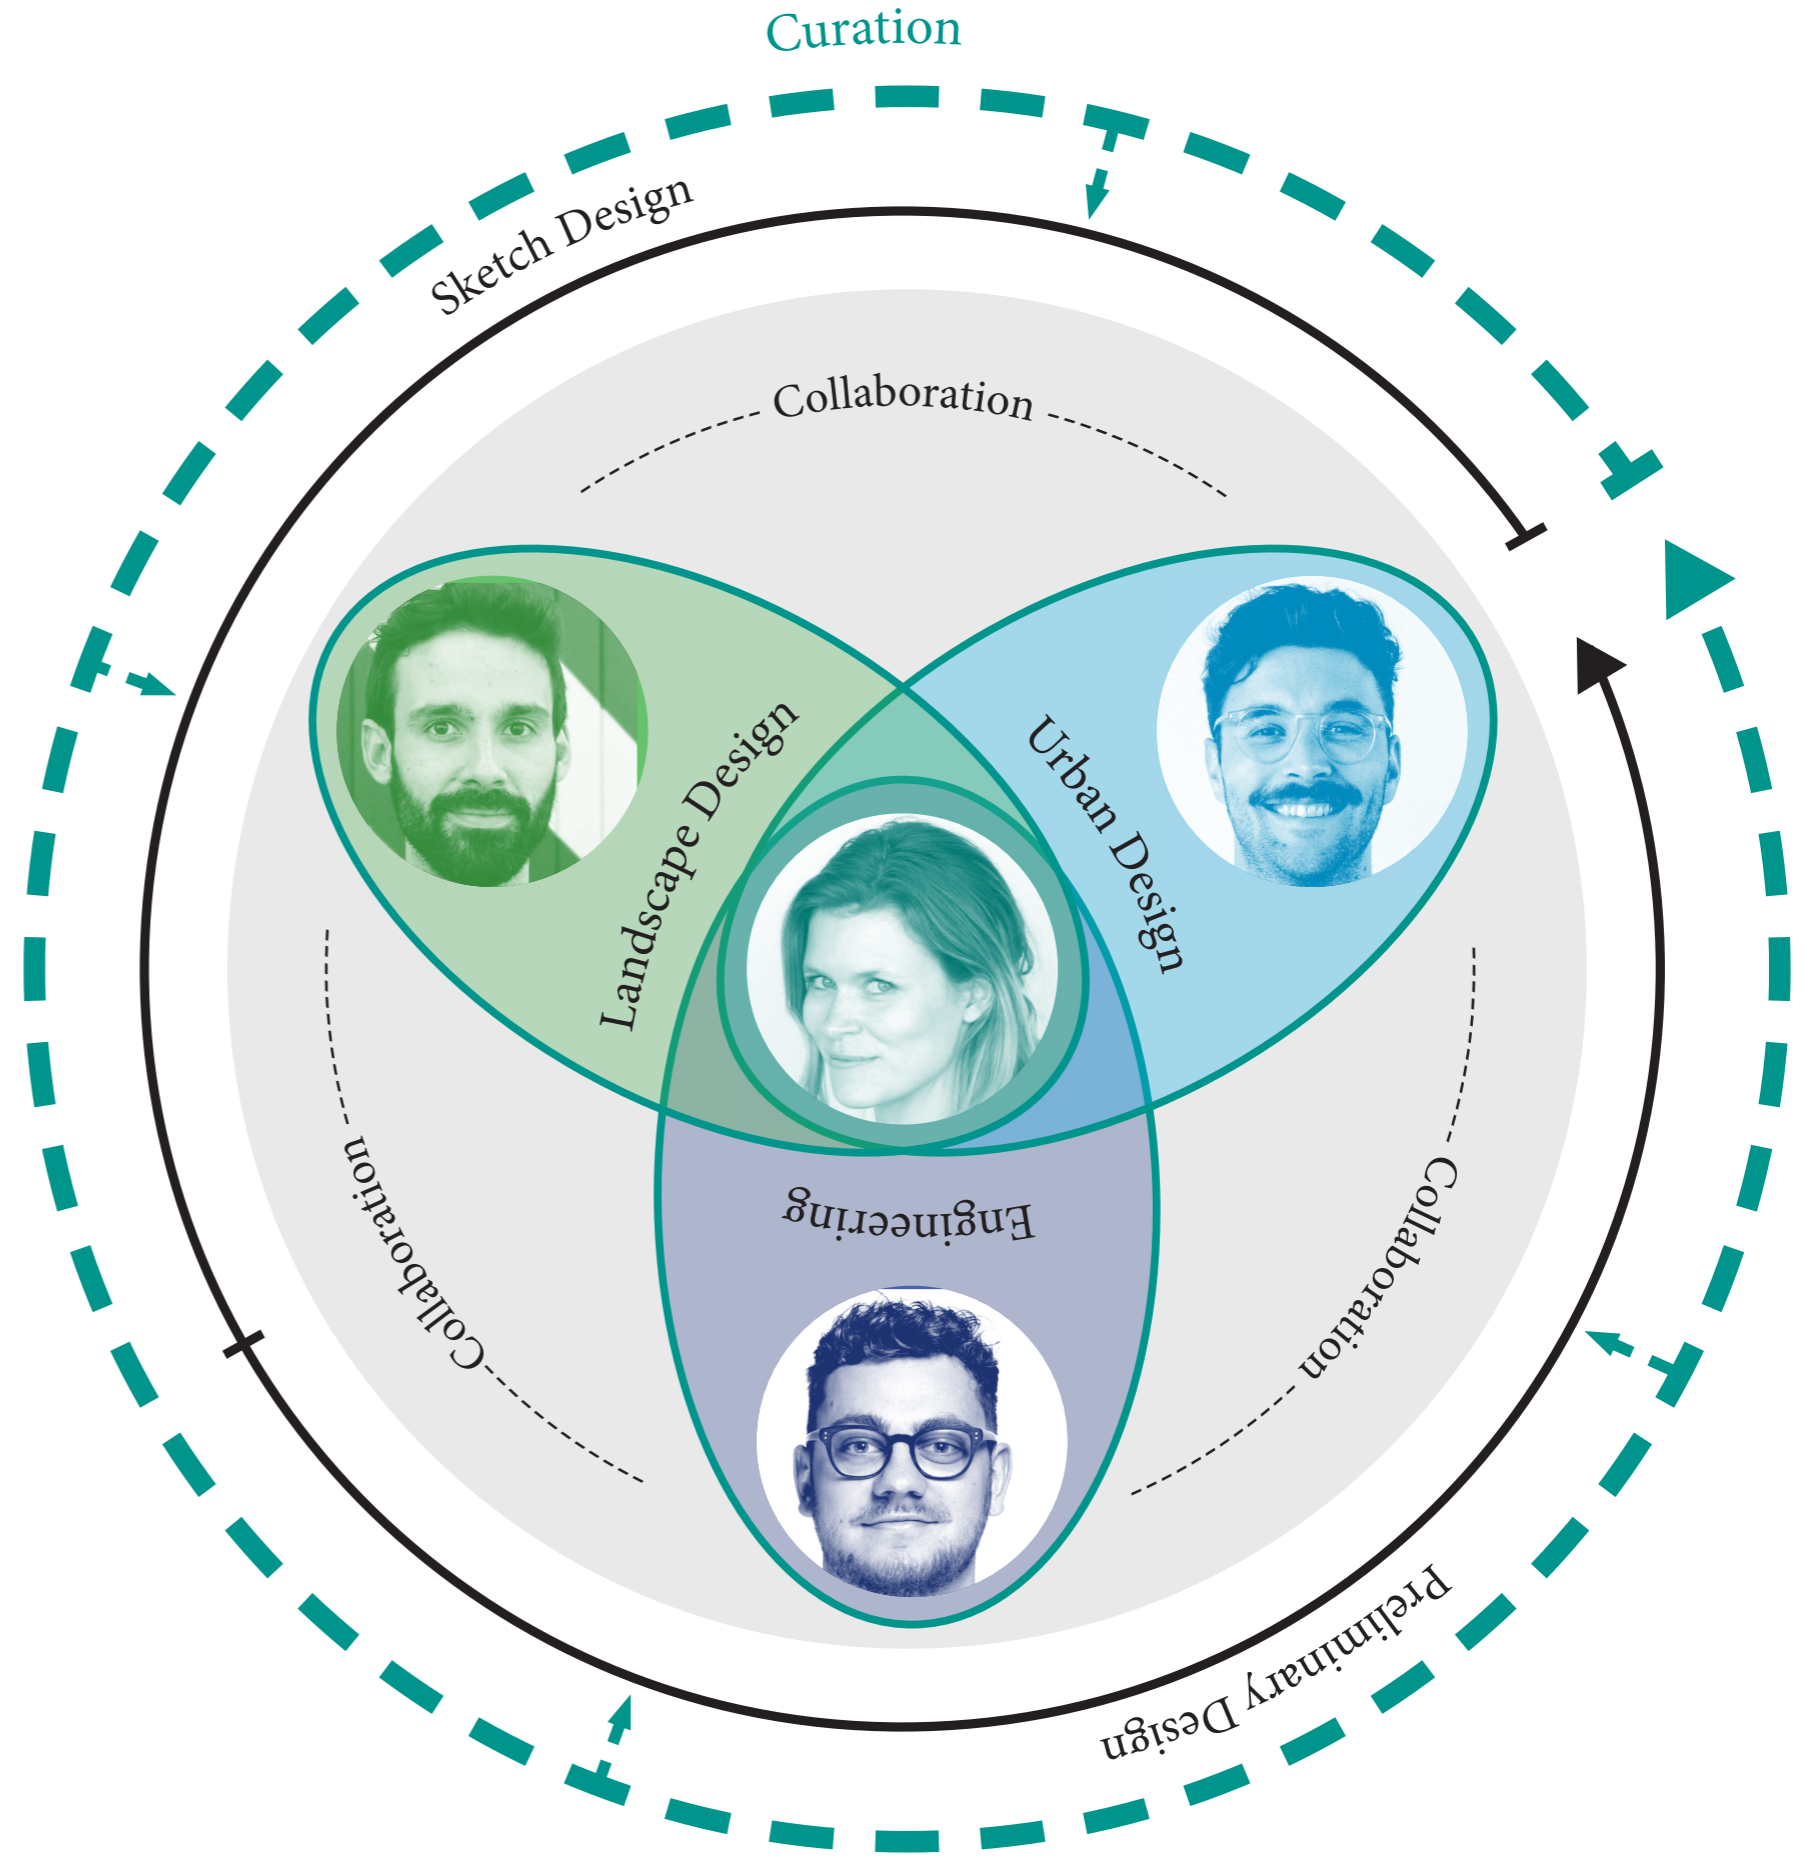 Curation
Sketch Design
Collaboration
Landscape Design
Urban Design
Engineering
Collaboration
Collaboration
Preliminary Design